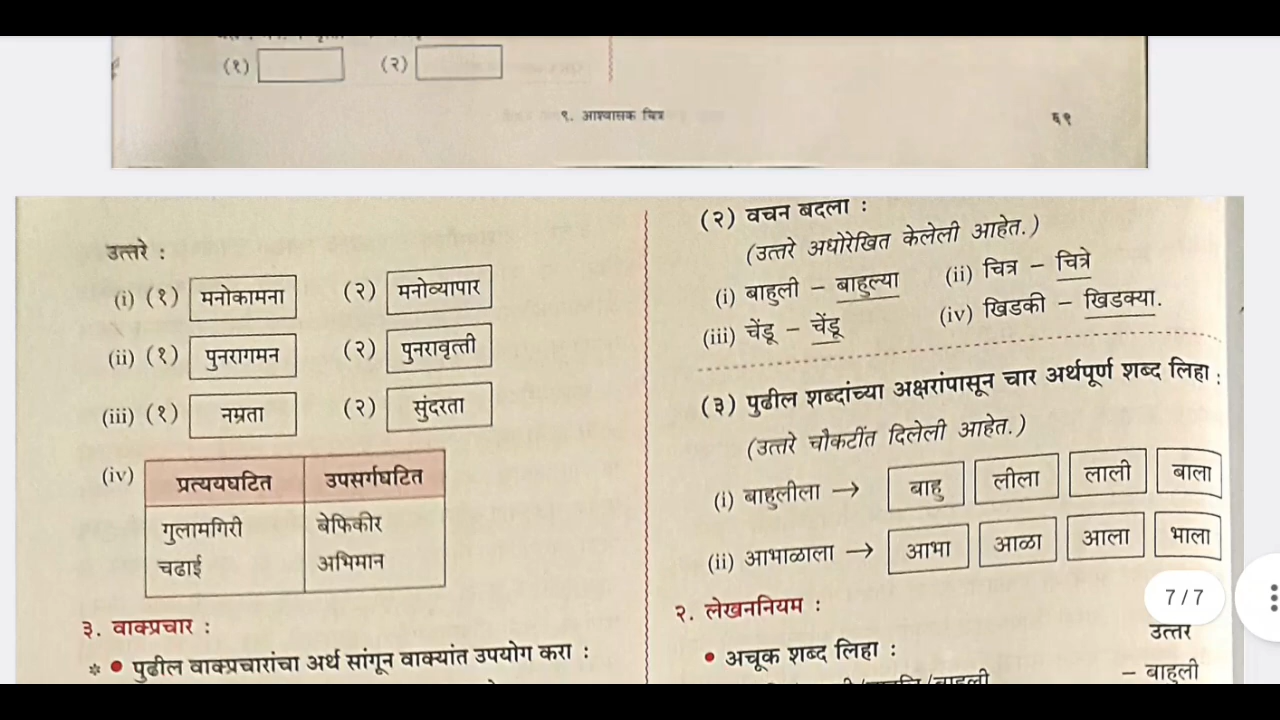 (१) (२)
९. आश्वासक चित्र
६९
उत्तरे :
(i) (१) मनोकामना (२) मनोव्यापार
(ii) (१) पुनरागमन (२) पुनरावृत्ती
(iii) (१) नम्रता (२) सुंदरता
(iv) प्रत्ययघटित उपसर्गघटित
गुलामगिरी बेफिकीर
चढाई अभिमान
३. वाक्प्रचार :
* • पुढील वाक्प्रचारांचा अर्थ सांगून वाक्यांत उपयोग करा :
(२) वचन बदला :
(उत्तरे अधोरेखित केलेली आहेत.)
(i) बाहुली – बाहुल्या (ii) चित्र – चित्रे
(iii) चेंडू – चेंडू (iv) खिडकी – खिडक्या.
(३) पुढील शब्दांच्या अक्षरांपासून चार अर्थपूर्ण शब्द लिहा :
(उत्तरे चौकटींत दिलेली आहेत.)
(i) बाहुलीला → बाहु लीला लाली बाला
(ii) आभाळाला → आभा आळा आला भाला
7 / 7
२. लेखननियम :
उत्तर
• अचूक शब्द लिहा :
– बाहुली